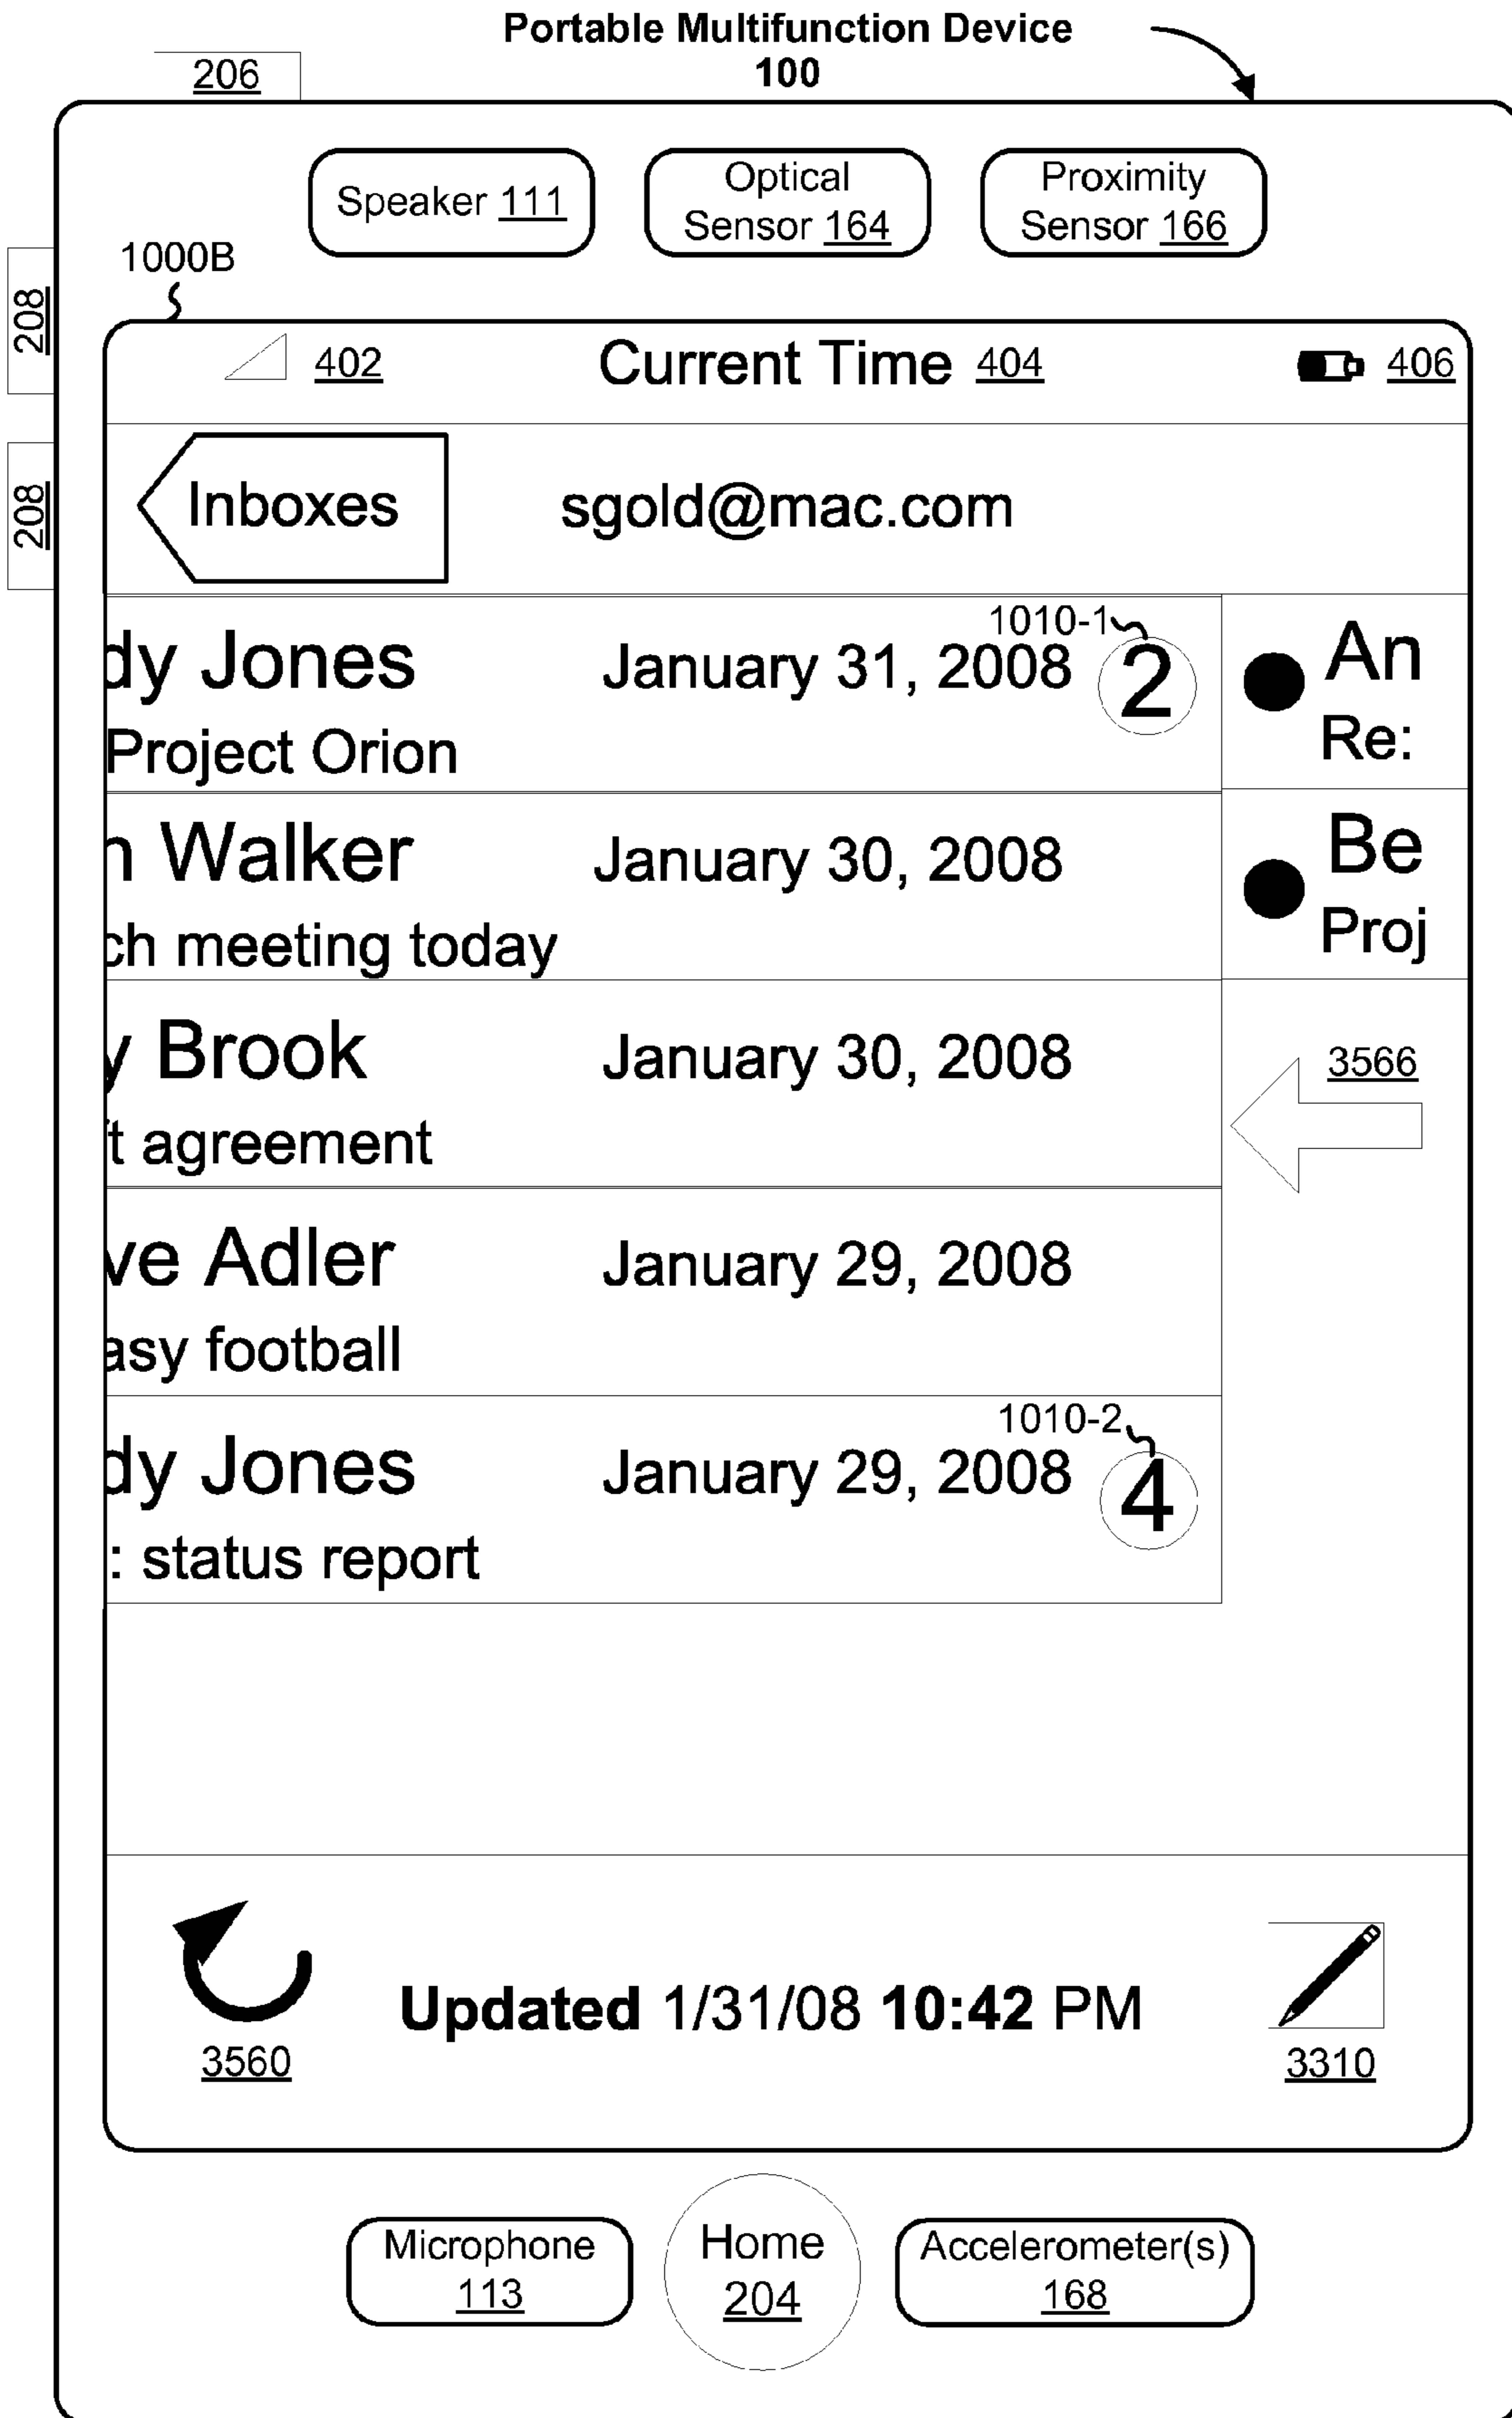 Portable Multifunction Device
100
206
Speaker 111
Optical
Sensor 164
Proximity
Sensor 166
1000B
208
208
402
Current Time 404
406
Inboxes
sgold@mac.com
1010-1
dy Jones January 31, 2008 2
Project Orion
An
Re:
n Walker January 30, 2008
ch meeting today
Be
Proj
y Brook January 30, 2008
t agreement
3566
ve Adler January 29, 2008
asy football
1010-2
dy Jones January 29, 2008 4
: status report
Updated 1/31/08 10:42 PM
3560
3310
Microphone
113
Home
204
Accelerometer(s)
168